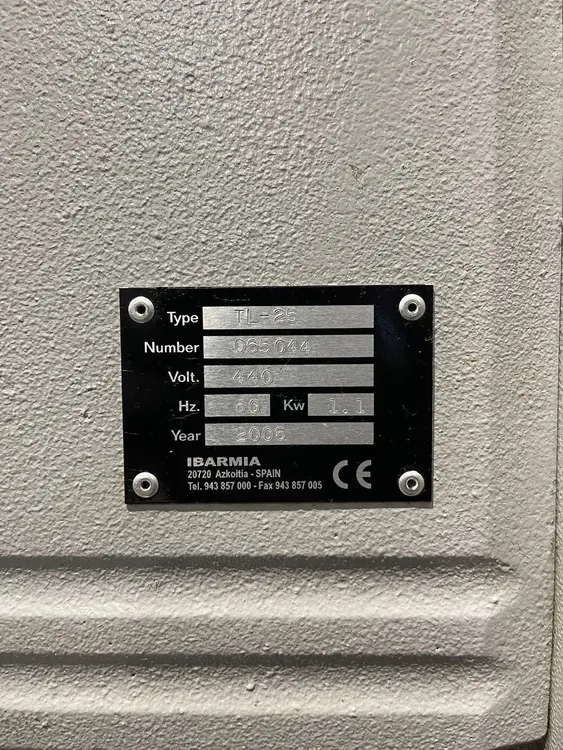 Type TL-25
Number 065044
Volt. 440
Hz. 60 Kw 1.1
Year 2006
IBARMIA
20720 Azkoitia - SPAIN
Tel. 943 857 000 - Fax 943 857 005
CE